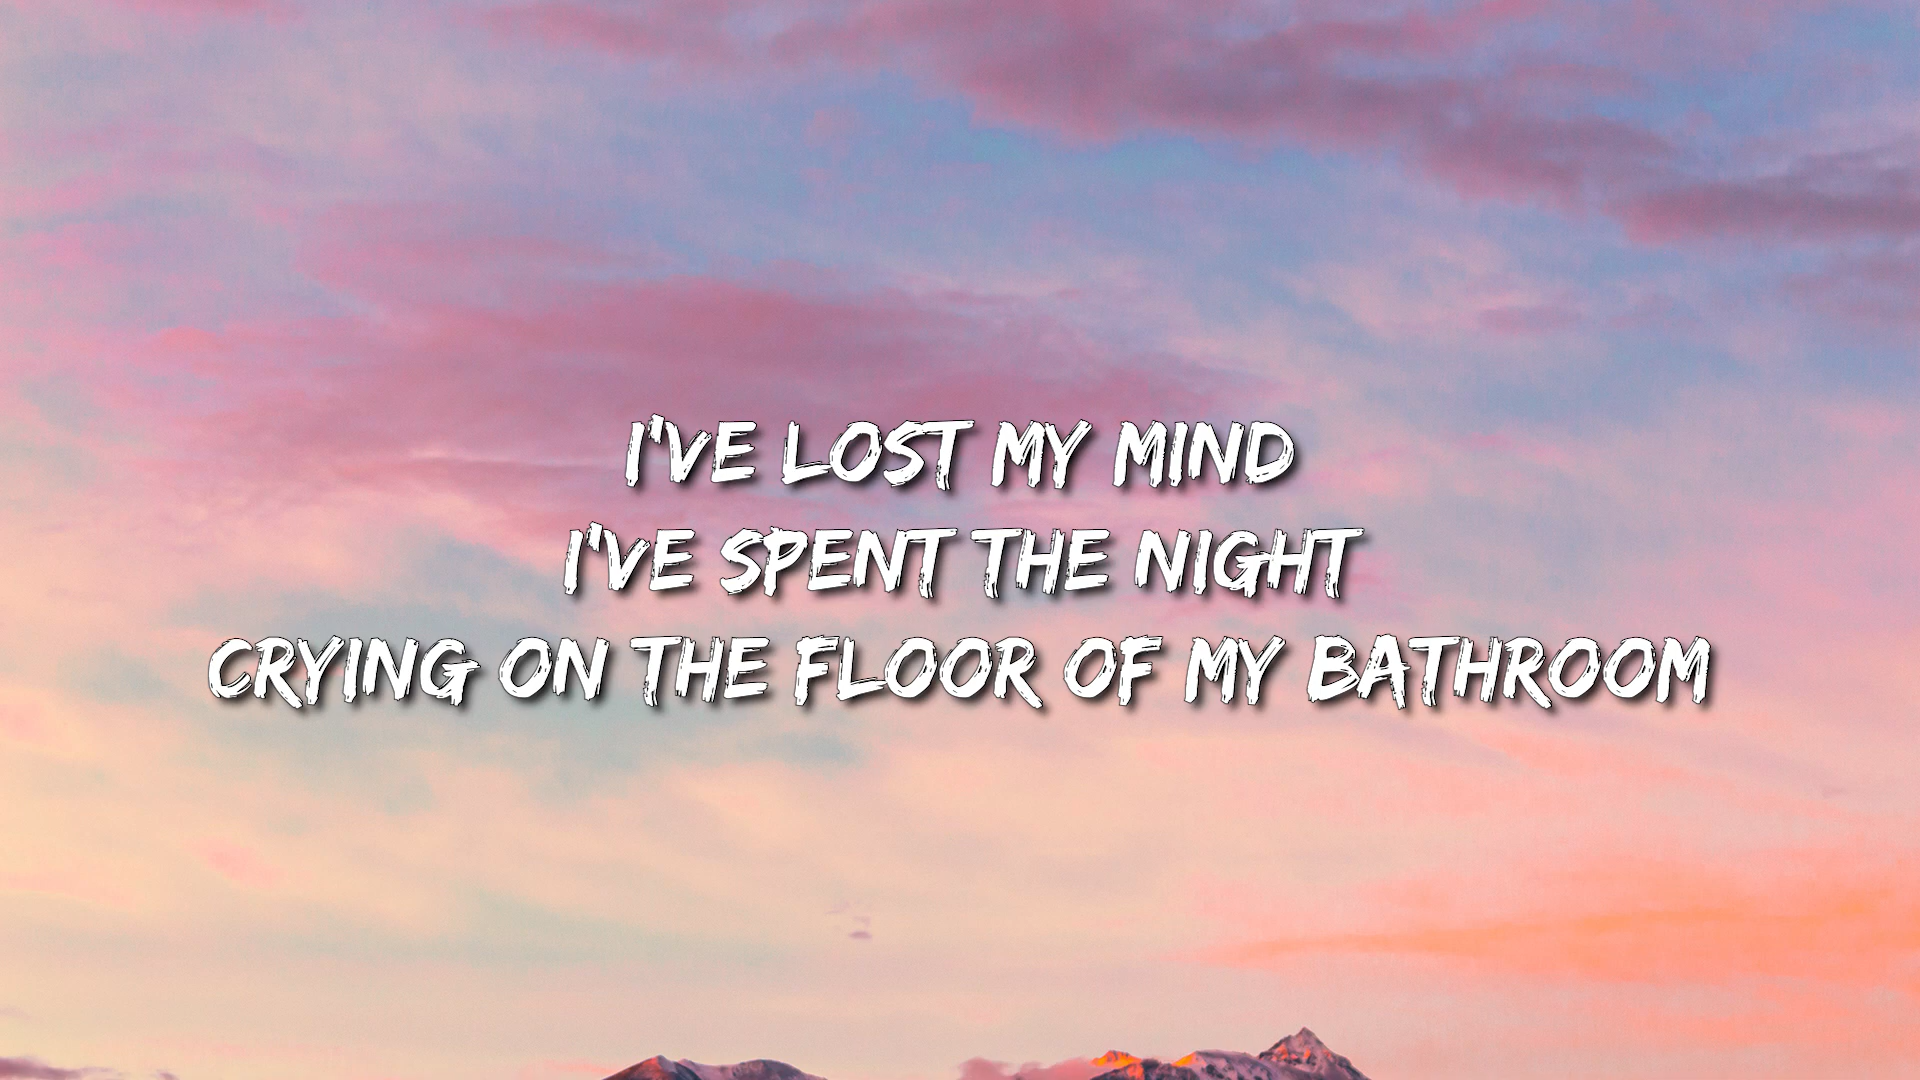 I'VE LOST MY MIND
I'VE SPENT THE NIGHT
CRYING ON THE FLOOR OF MY BATHROOM